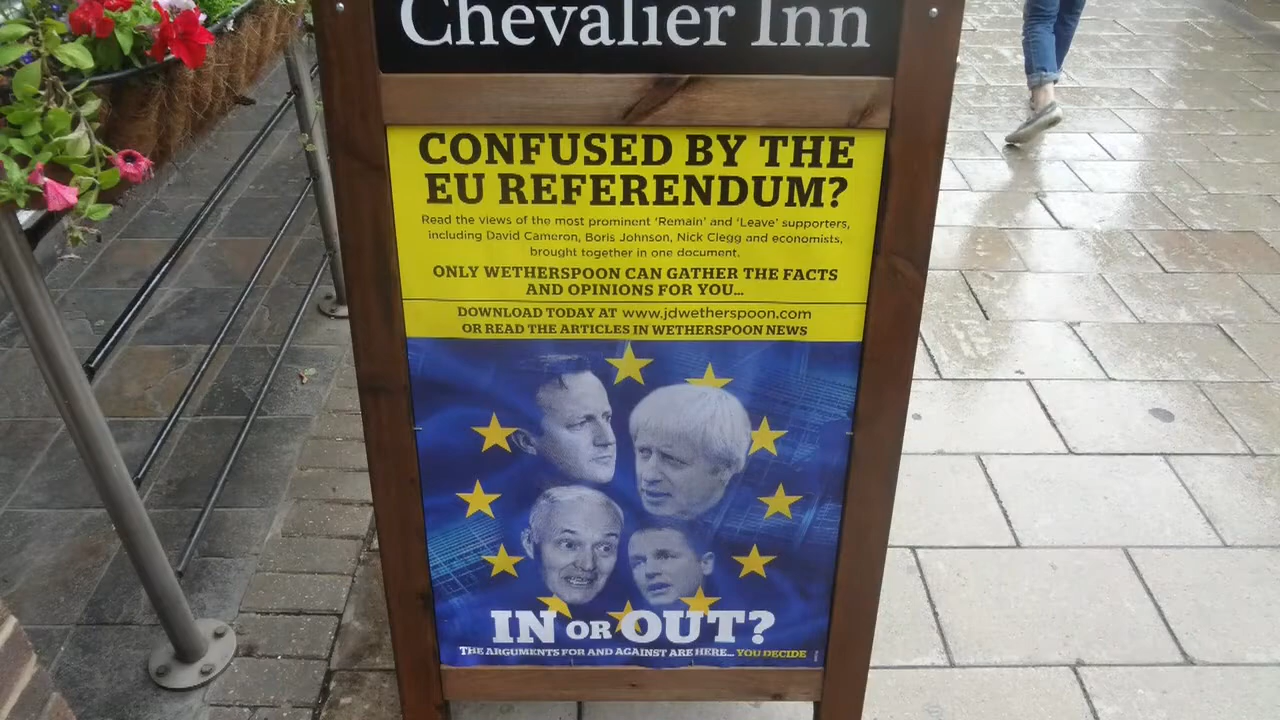 Chevalier Inn
CONFUSED BY THE
EU REFERENDUM?
Read the views of the most prominent 'Remain' and 'Leave' supporters,
including David Cameron, Boris Johnson, Nick Clegg and economists,
brought together in one document.
ONLY WETHERSPOON CAN GATHER THE FACTS
AND OPINIONS FOR YOU...
DOWNLOAD TODAY AT www.jdwetherspoon.com
OR READ THE ARTICLES IN WETHERSPOON NEWS
IN OR OUT?
THE ARGUMENTS FOR AND AGAINST ARE HERE... YOU DECIDE